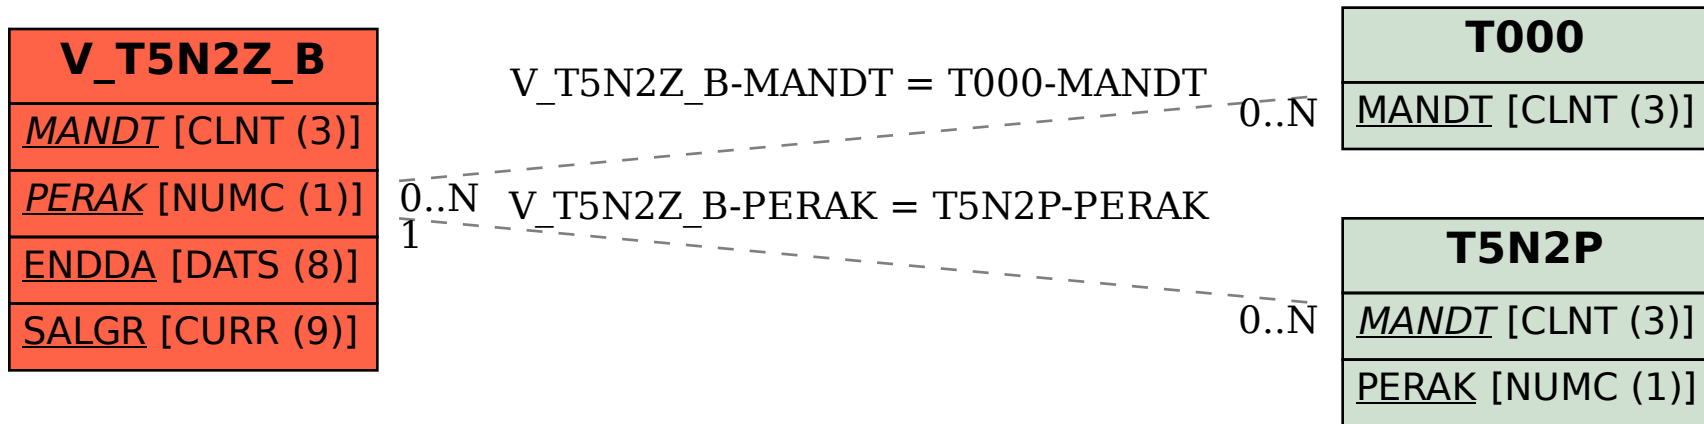 V_T5N2Z_B
MANDT [CLNT (3)]
PERAK [NUMC (1)]
ENDDA [DATS (8)]
SALGR [CURR (9)]
V_T5N2Z_B-MANDT = T000-MANDT
0..N
0..N
V_T5N2Z_B-PERAK = T5N2P-PERAK
1
0..N
T000
MANDT [CLNT (3)]
T5N2P
MANDT [CLNT (3)]
PERAK [NUMC (1)]